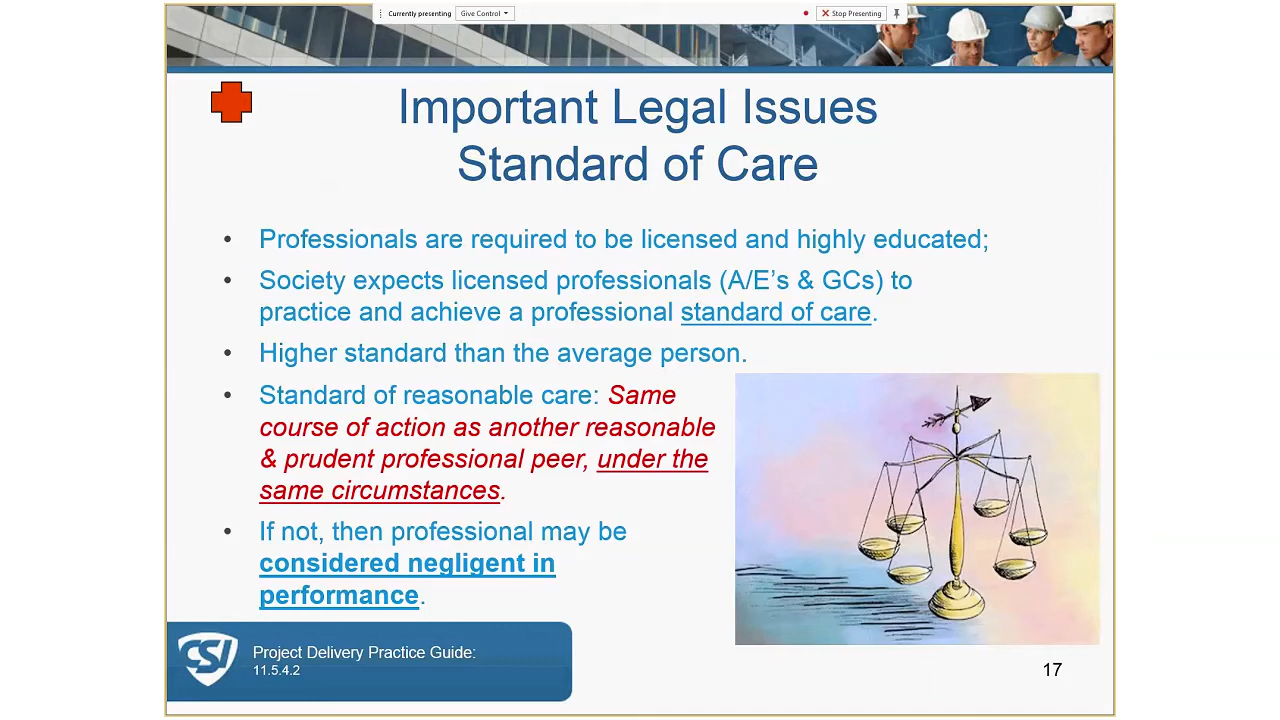 Currently presenting Give Control Stop Presenting
Important Legal Issues
Standard of Care
• Professionals are required to be licensed and highly educated;
• Society expects licensed professionals (A/E’s & GCs) to
practice and achieve a professional standard of care.
• Higher standard than the average person.
• Standard of reasonable care: Same
course of action as another reasonable
& prudent professional peer, under the
same circumstances.
• If not, then professional may be
considered negligent in
performance.
CSI
Project Delivery Practice Guide:
11.5.4.2
17